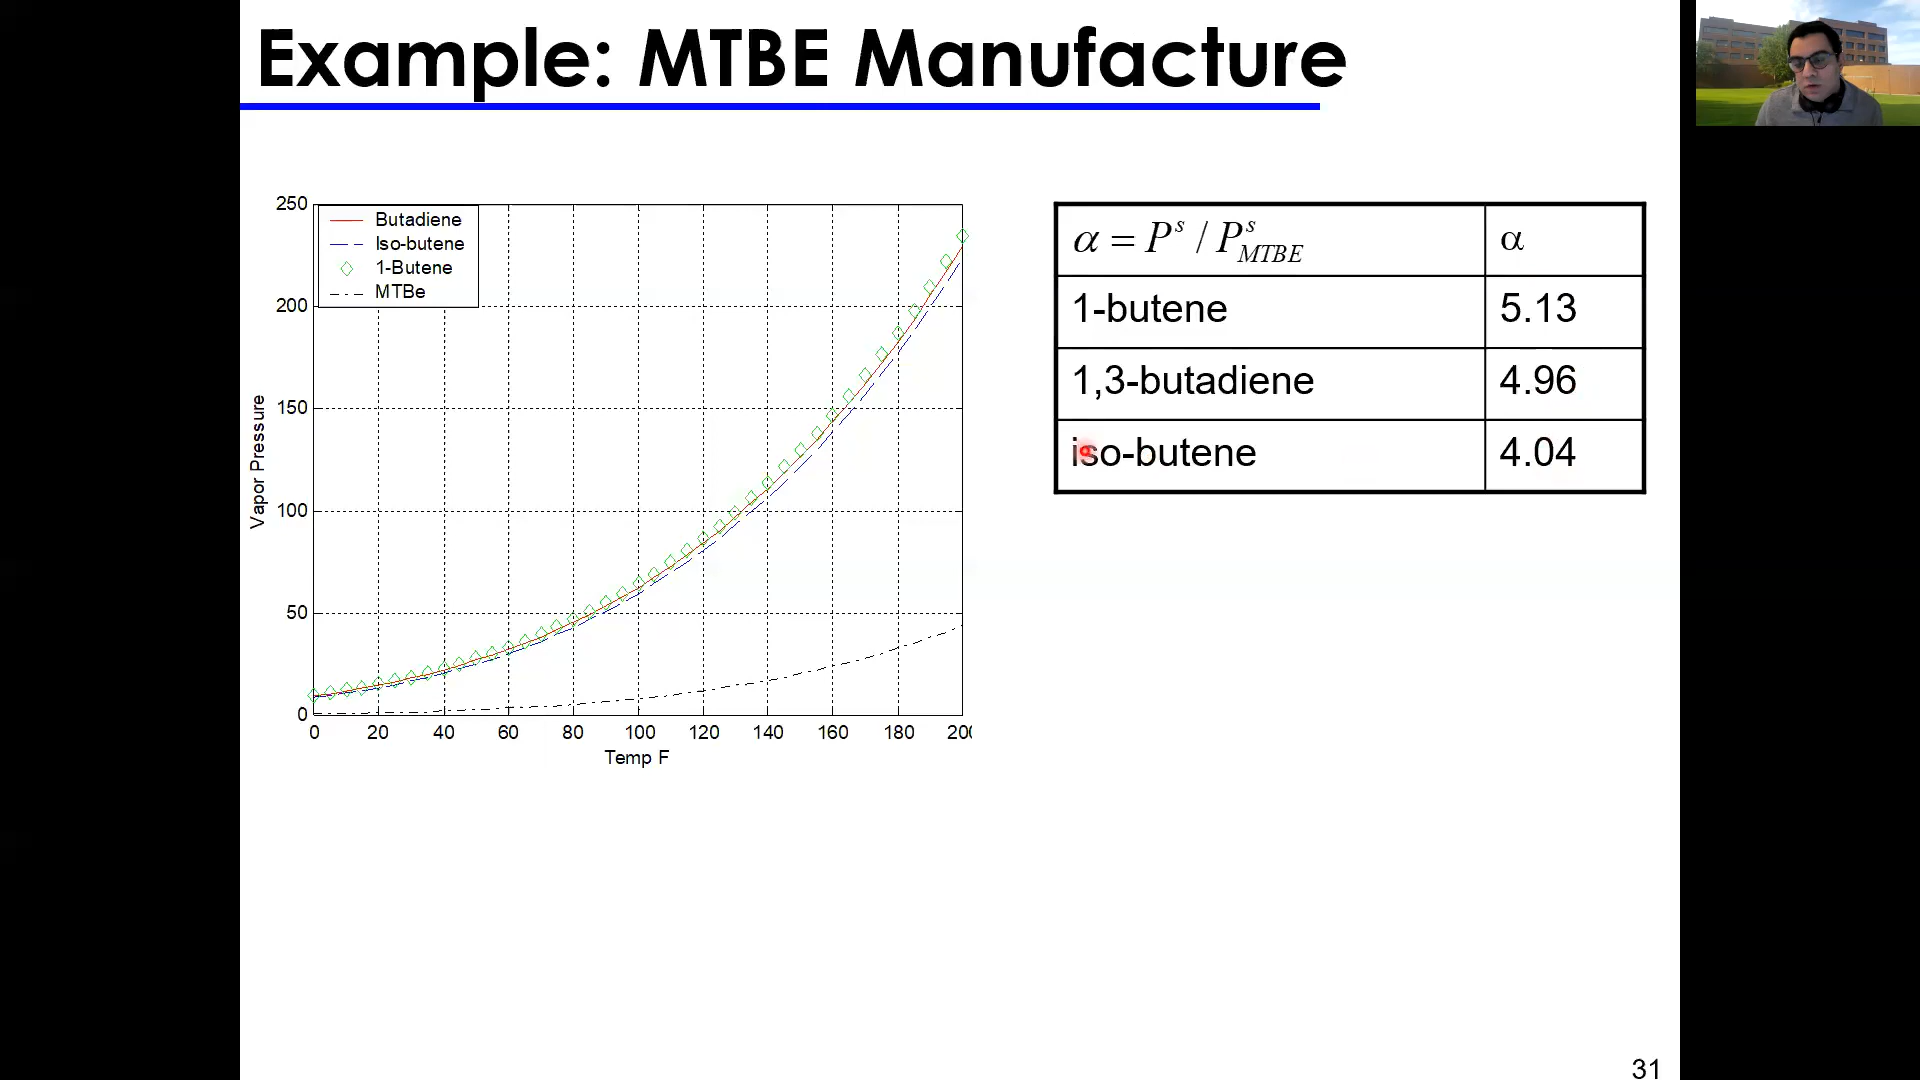 Example: MTBE Manufacture
250
200
150
100
50
0
Vapor Pressure
Butadiene
Iso-butene
1-Butene
MTBe
0 20 40 60 80 100 120 140 160 180 200
Temp F
α = Pˢ / Pˢ_MTBE α
1-butene 5.13
1,3-butadiene 4.96
iso-butene 4.04
31